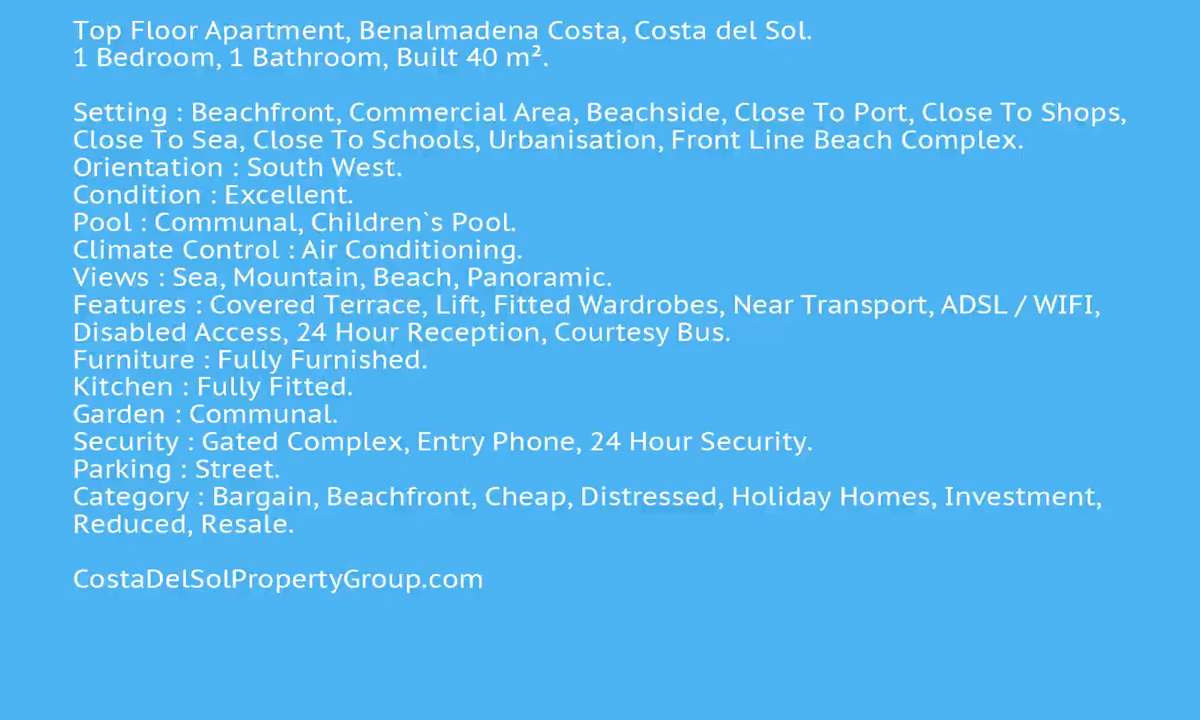 Top Floor Apartment, Benalmadena Costa, Costa del Sol.
1 Bedroom, 1 Bathroom, Built 40 m².
Setting : Beachfront, Commercial Area, Beachside, Close To Port, Close To Shops,
Close To Sea, Close To Schools, Urbanisation, Front Line Beach Complex.
Orientation : South West.
Condition : Excellent.
Pool : Communal, Children`s Pool.
Climate Control : Air Conditioning.
Views : Sea, Mountain, Beach, Panoramic.
Features : Covered Terrace, Lift, Fitted Wardrobes, Near Transport, ADSL / WIFI,
Disabled Access, 24 Hour Reception, Courtesy Bus.
Furniture : Fully Furnished.
Kitchen : Fully Fitted.
Garden : Communal.
Security : Gated Complex, Entry Phone, 24 Hour Security.
Parking : Street.
Category : Bargain, Beachfront, Cheap, Distressed, Holiday Homes, Investment,
Reduced, Resale.
CostaDelSolPropertyGroup.com